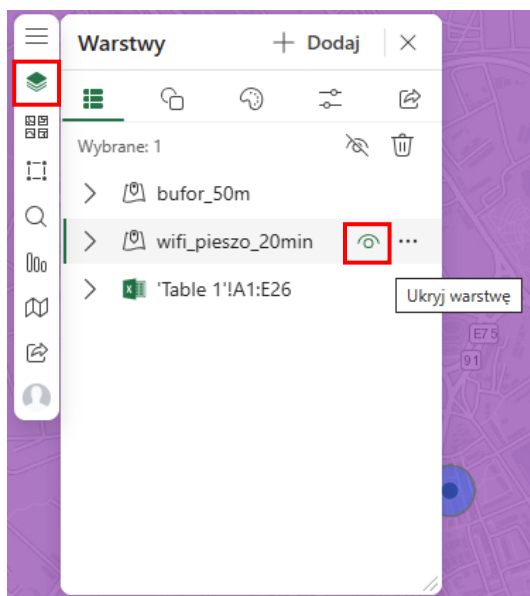 Warstwy
Dodaj
Wybrane: 1
bufor_50m
wifi_pieszo_20min
'Table 1'!A1:E26
Ukryj warstwę
E75
91